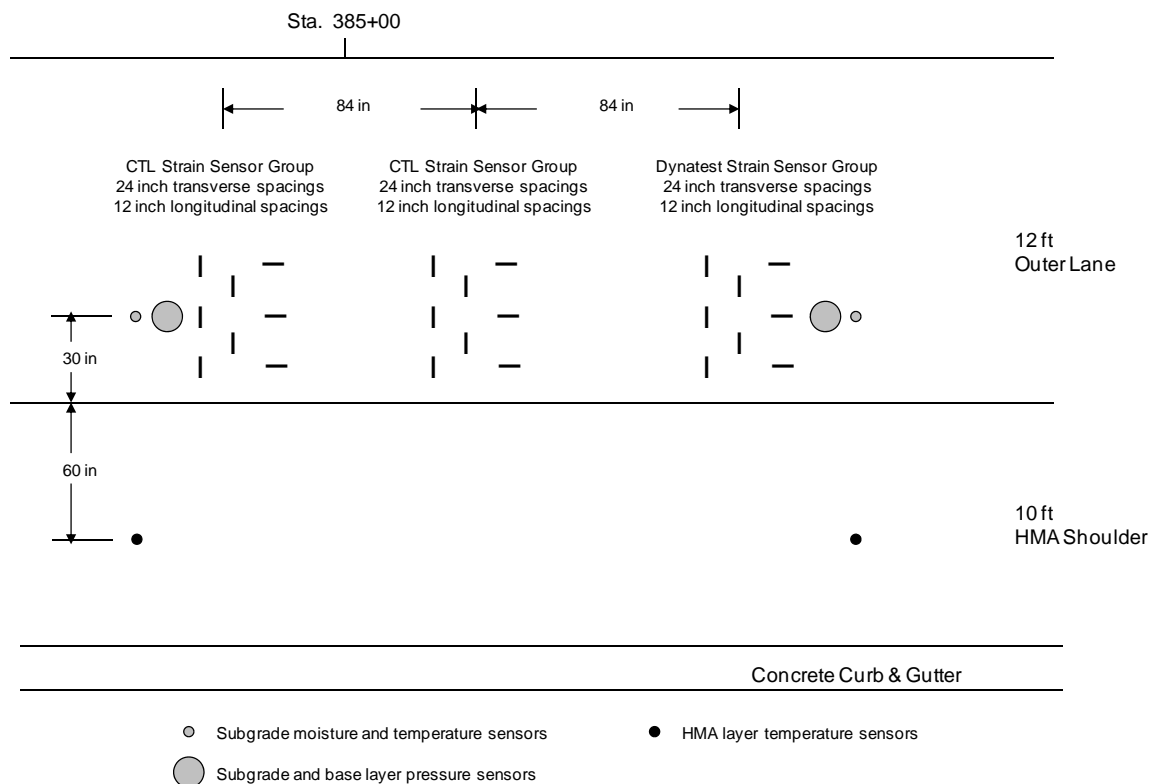 Sta. 385+00
84 in
84 in
CTL Strain Sensor Group
24 inch transverse spacings
12 inch longitudinal spacings
CTL Strain Sensor Group
24 inch transverse spacings
12 inch longitudinal spacings
Dynatest Strain Sensor Group
24 inch transverse spacings
12 inch longitudinal spacings
12 ft
Outer Lane
30 in
60 in
10 ft
HMA Shoulder
Concrete Curb & Gutter
Subgrade moisture and temperature sensors
HMA layer temperature sensors
Subgrade and base layer pressure sensors